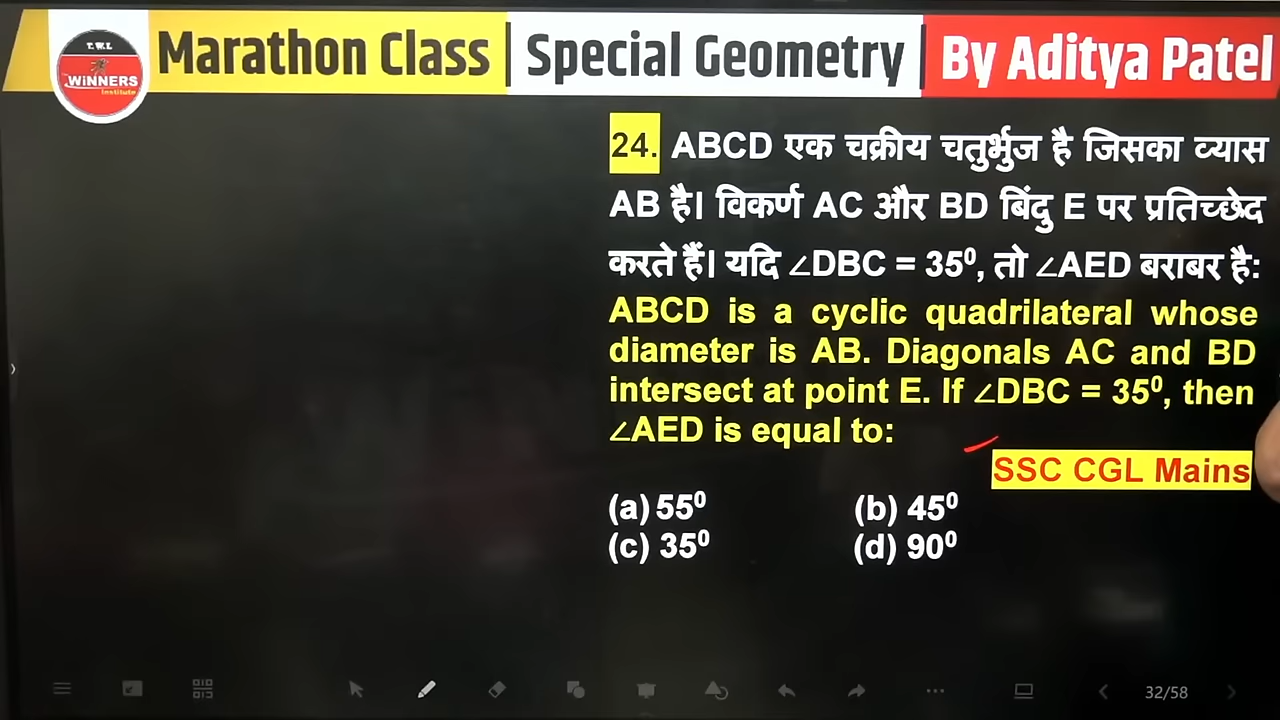 T.W.I.
The
WiNNERS
institute
Marathon Class | Special Geometry | By Aditya Patel
24. ABCD एक चक्रीय चतुर्भुज है जिसका व्यास
AB है। विकर्ण AC और BD बिंदु E पर प्रतिच्छेद
करते हैं। यदि ∠DBC = 35⁰, तो ∠AED बराबर है:
ABCD is a cyclic quadrilateral whose
diameter is AB. Diagonals AC and BD
intersect at point E. If ∠DBC = 35⁰, then
∠AED is equal to:
SSC CGL Mains
(a) 55⁰ (b) 45⁰
(c) 35⁰ (d) 90⁰
32/58